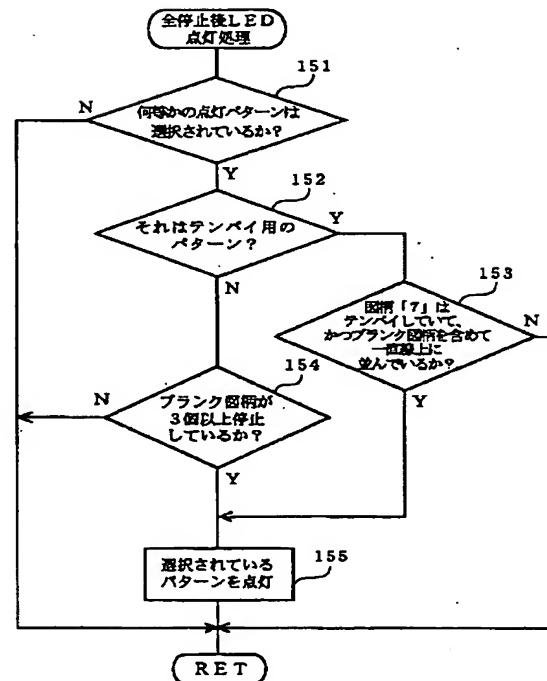 全停止後LED
点灯処理
151
何等かの点灯パターンは
選択されているか?
N
Y
152
それはテンパイ用の
パターン?
Y
N
153
図柄「7」は
テンパイしていて、
かつブランク図柄を含めて
一直線上に
並んでいるか?
N
Y
154
ブランク図柄が
3個以上停止
しているか?
N
Y
155
選択されている
パターンを点灯
RET